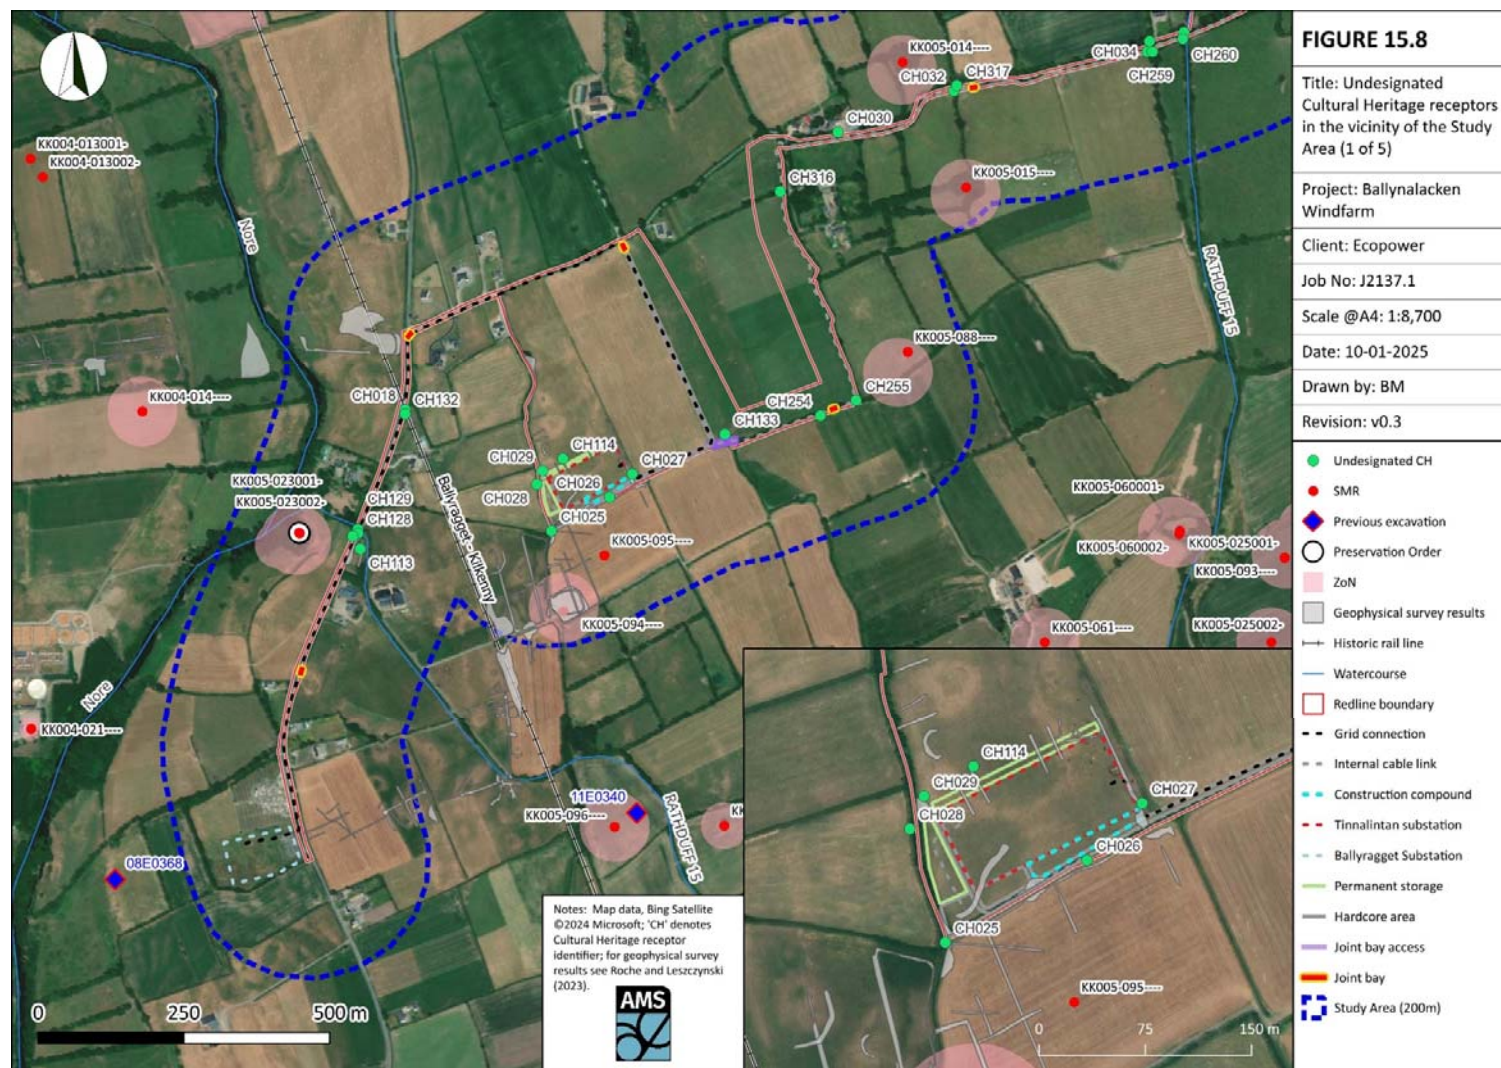 KK005-014----
CH032
CH317
CH034
CH259
CH260
CH030
KK004-013001-
KK004-013002-
KK005-015----
CH316
Nore
RATHDUFF 15
KK005-088----
CH255
CH254
CH133
KK004-014----
CH018
CH132
CH114
CH029
CH026
CH027
CH028
CH025
Ballyragget - Kilkenny
KK005-023001-
KK005-023002-
CH129
CH128
CH113
KK005-095----
KK005-094----
KK005-060001-
KK005-060002-
KK005-025001-
KK005-093----
KK005-061----
KK005-025002-
Nore
KK004-021----
11E0340
KK005-096----
RATHDUFF 15
08E0368
0 250 500 m
Notes: Map data, Bing Satellite
©2024 Microsoft; 'CH' denotes
Cultural Heritage receptor
identifier; for geophysical survey
results see Roche and Leszczynski
(2023).
AMS
CH114
CH029
CH028
CH027
CH026
CH025
KK005-095----
0 75 150 m
FIGURE 15.8
Title: Undesignated
Cultural Heritage receptors
in the vicinity of the Study
Area (1 of 5)
Project: Ballynalacken
Windfarm
Client: Ecopower
Job No: J2137.1
Scale @A4: 1:8,700
Date: 10-01-2025
Drawn by: BM
Revision: v0.3
Undesignated CH
SMR
Previous excavation
Preservation Order
ZoN
Geophysical survey results
Historic rail line
Watercourse
Redline boundary
Grid connection
Internal cable link
Construction compound
Tinnalintan substation
Ballyragget Substation
Permanent storage
Hardcore area
Joint bay access
Joint bay
Study Area (200m)